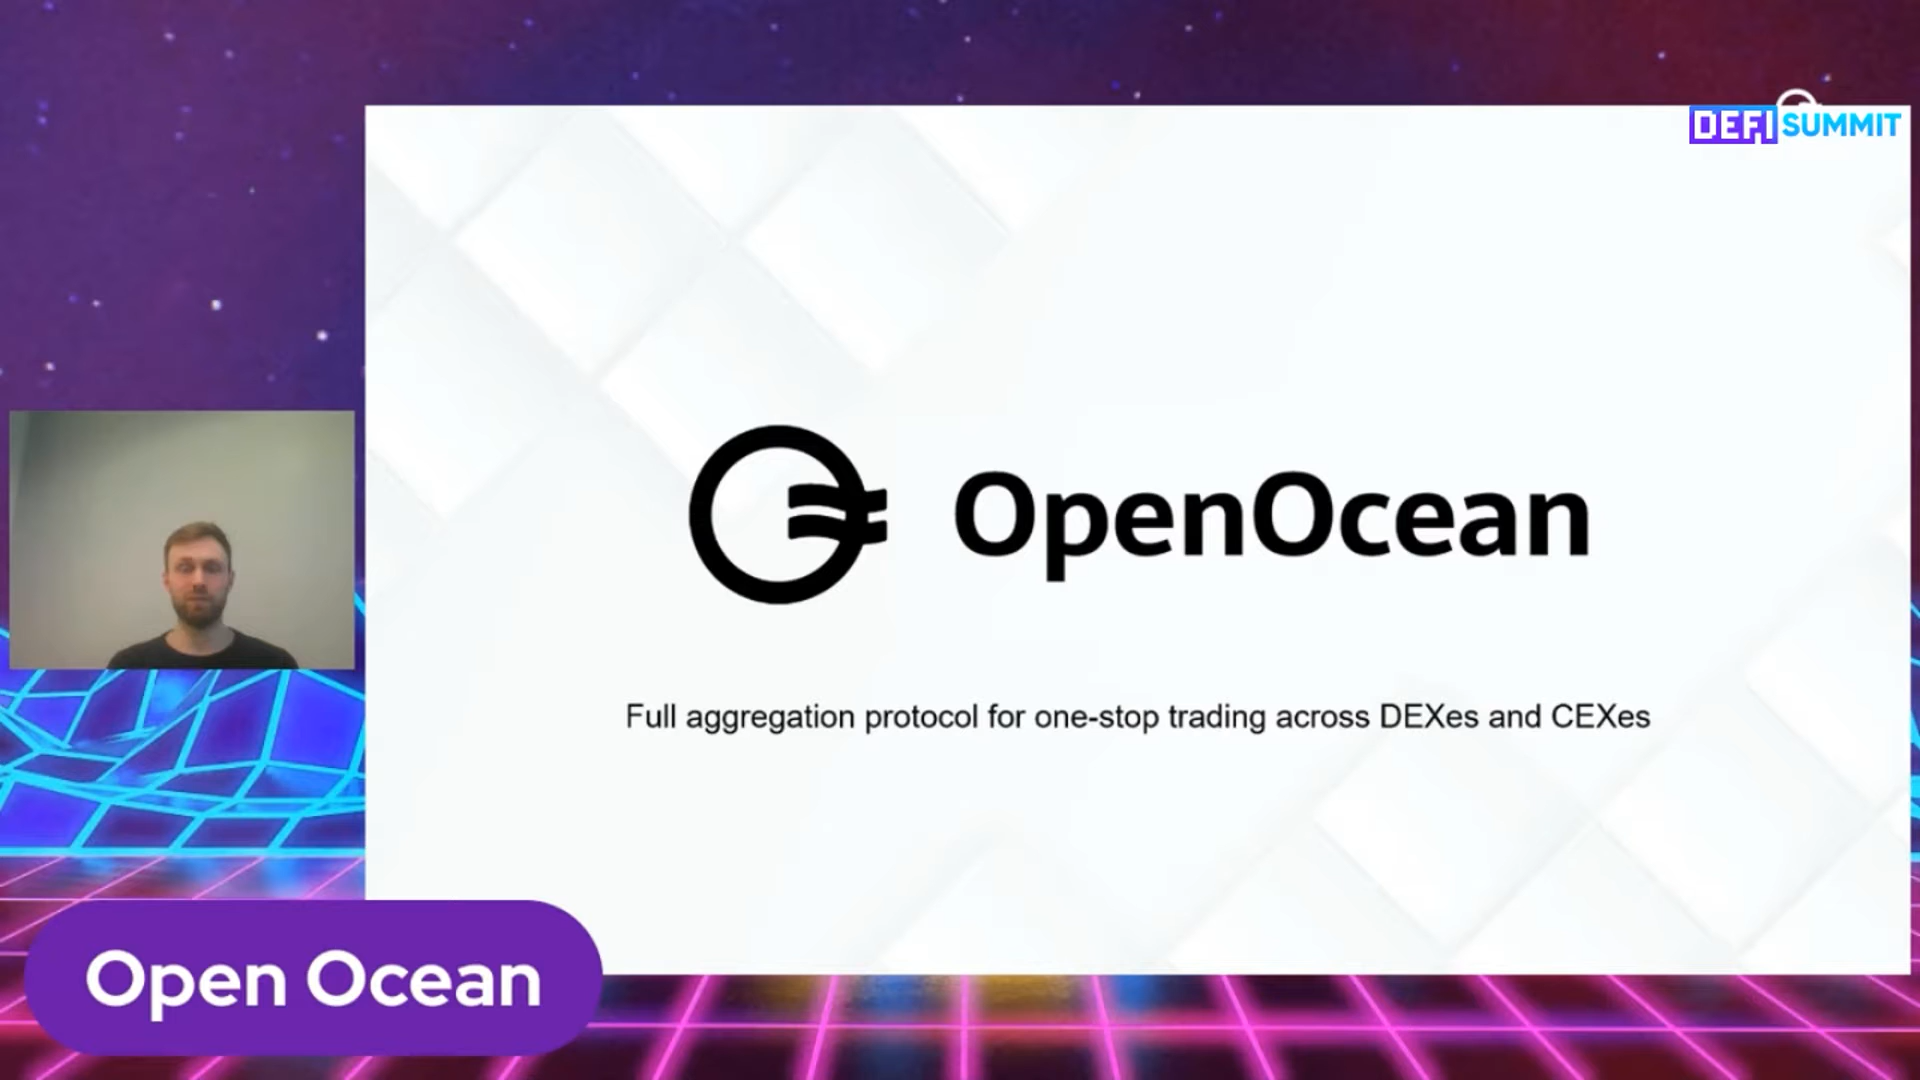 DEFI SUMMIT
OpenOcean
Full aggregation protocol for one-stop trading across DEXes and CEXes
Open Ocean